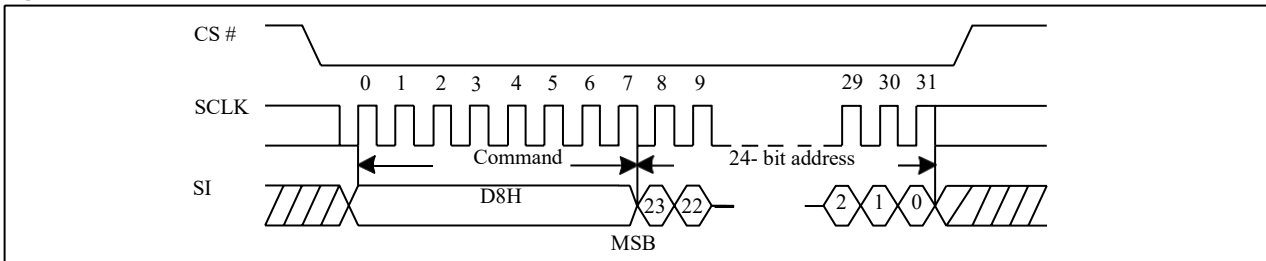 CS #
0 1 2 3 4 5 6 7 8 9 29 30 31
SCLK
Command 24- bit address
SI D8H 23 22 2 1 0
MSB